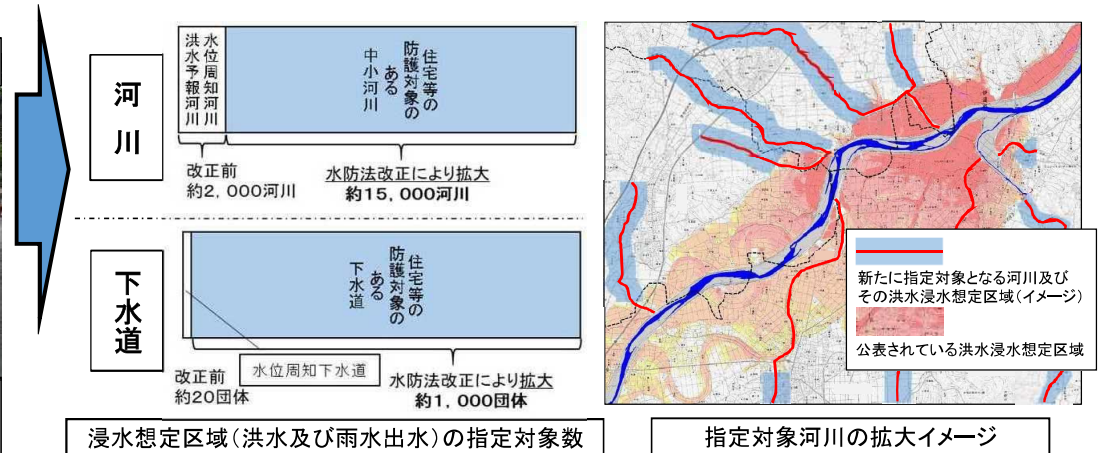 河川
洪水予報河川
水位周知河川
住宅等の
防護対象の
ある
中小河川
改正前
約2,000河川
水防法改正により拡大
約15,000河川
下水道
住宅等の
防護対象の
ある
下水道
水位周知下水道
改正前
約20団体
水防法改正により拡大
約1,000団体
浸水想定区域(洪水及び雨水出水)の指定対象数
新たに指定対象となる河川及び
その洪水浸水想定区域(イメージ)
公表されている洪水浸水想定区域
指定対象河川の拡大イメージ